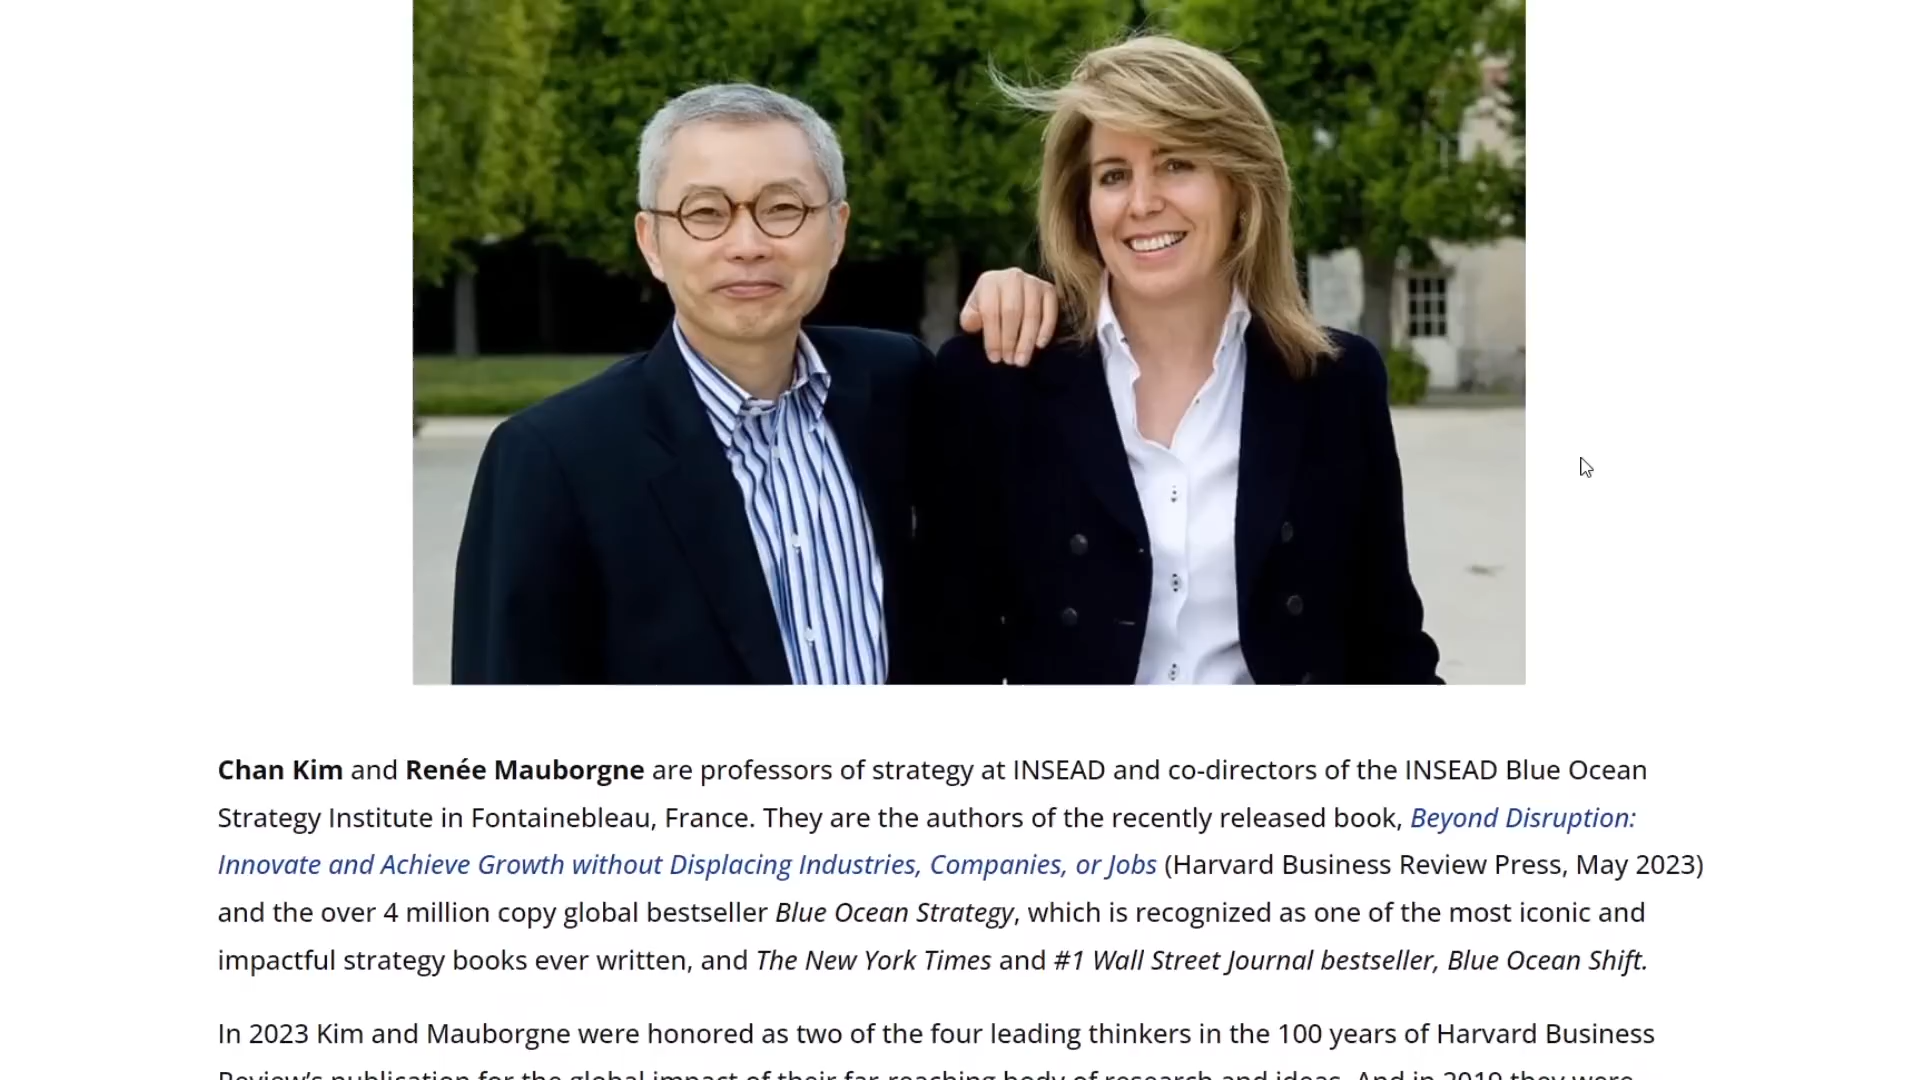 Chan Kim and Renée Mauborgne are professors of strategy at INSEAD and co-directors of the INSEAD Blue Ocean
Strategy Institute in Fontainebleau, France. They are the authors of the recently released book, Beyond Disruption:
Innovate and Achieve Growth without Displacing Industries, Companies, or Jobs (Harvard Business Review Press, May 2023)
and the over 4 million copy global bestseller Blue Ocean Strategy, which is recognized as one of the most iconic and
impactful strategy books ever written, and The New York Times and #1 Wall Street Journal bestseller, Blue Ocean Shift.
In 2023 Kim and Mauborgne were honored as two of the four leading thinkers in the 100 years of Harvard Business
Review's publication for the global impact of their far-reaching body of research and ideas. And in 2019 they were